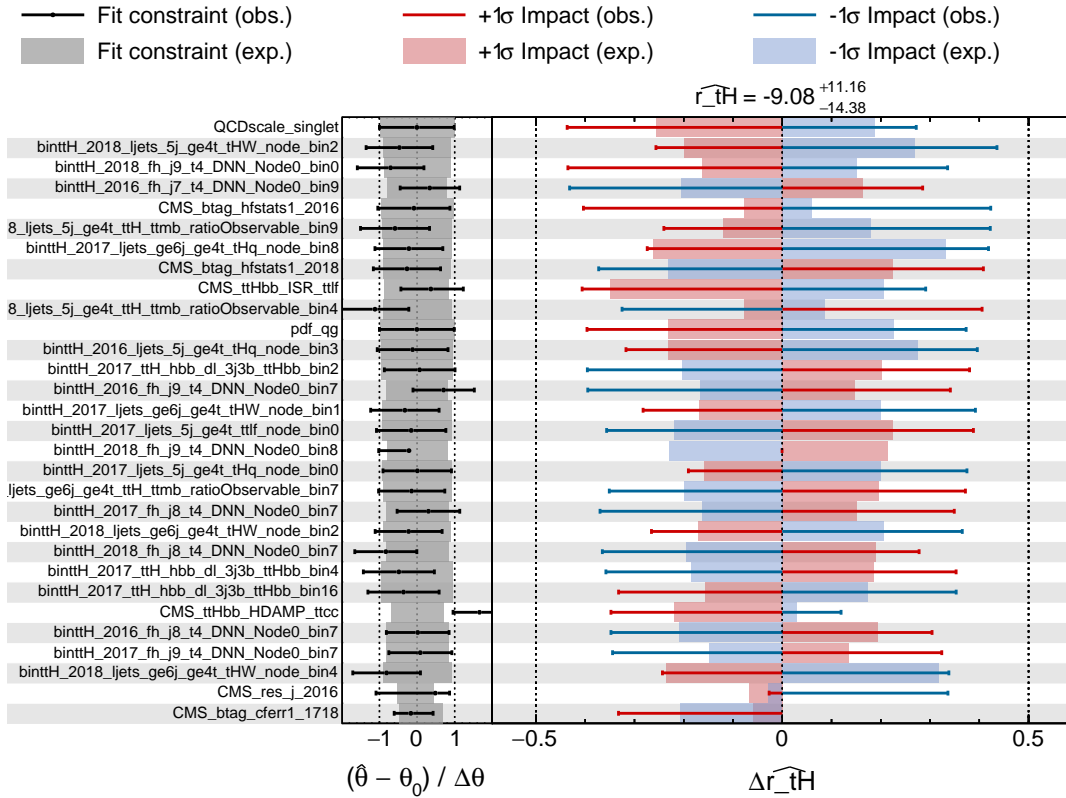 Fit constraint (obs.)
+1σ Impact (obs.)
-1σ Impact (obs.)
Fit constraint (exp.)
+1σ Impact (exp.)
-1σ Impact (exp.)
r_tH = -9.08 +11.16 −14.38
QCDscale_singlet
binttH_2018_ljets_5j_ge4t_tHW_node_bin2
binttH_2018_fh_j9_t4_DNN_Node0_bin0
binttH_2016_fh_j7_t4_DNN_Node0_bin9
CMS_btag_hfstats1_2016
8_ljets_5j_ge4t_ttH_ttmb_ratioObservable_bin9
binttH_2017_ljets_ge6j_ge4t_tHq_node_bin8
CMS_btag_hfstats1_2018
CMS_ttHbb_ISR_ttlf
8_ljets_5j_ge4t_ttH_ttmb_ratioObservable_bin4
pdf_qg
binttH_2016_ljets_5j_ge4t_tHq_node_bin3
binttH_2017_ttH_hbb_dl_3j3b_ttHbb_bin2
binttH_2016_fh_j9_t4_DNN_Node0_bin7
binttH_2017_ljets_ge6j_ge4t_tHW_node_bin1
binttH_2017_ljets_5j_ge4t_ttlf_node_bin0
binttH_2018_fh_j9_t4_DNN_Node0_bin8
binttH_2017_ljets_5j_ge4t_tHq_node_bin0
ljets_ge6j_ge4t_ttH_ttmb_ratioObservable_bin7
binttH_2017_fh_j8_t4_DNN_Node0_bin7
binttH_2018_ljets_ge6j_ge4t_tHW_node_bin2
binttH_2018_fh_j8_t4_DNN_Node0_bin7
binttH_2017_ttH_hbb_dl_3j3b_ttHbb_bin4
binttH_2017_ttH_hbb_dl_3j3b_ttHbb_bin16
CMS_ttHbb_HDAMP_ttcc
binttH_2016_fh_j8_t4_DNN_Node0_bin7
binttH_2017_fh_j9_t4_DNN_Node0_bin7
binttH_2018_ljets_ge6j_ge4t_tHW_node_bin4
CMS_res_j_2016
CMS_btag_cferr1_1718
−1 0 1
−0.5 0 0.5
(θ̂ − θ₀) / Δθ
Δr_tH